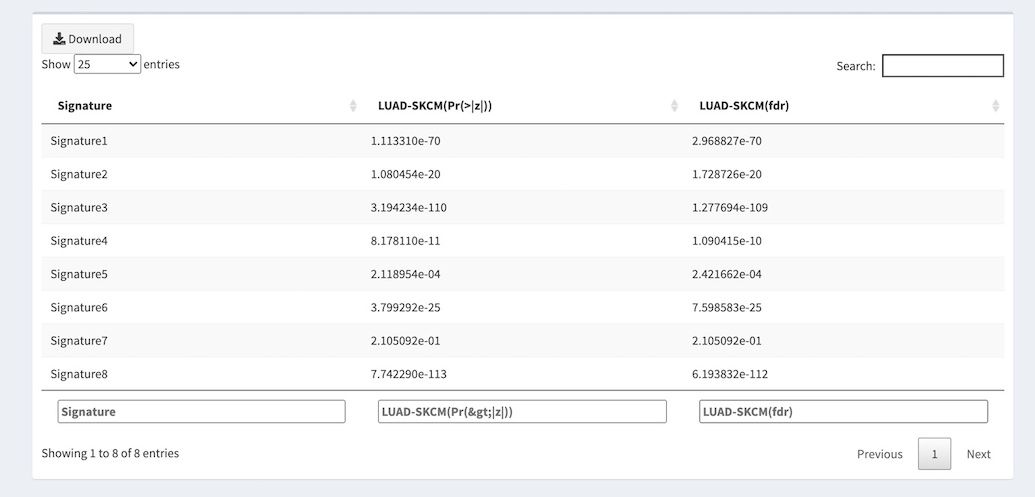 Download
Show 25 entries
Search:
Signature LUAD-SKCM(Pr(>|z|)) LUAD-SKCM(fdr)
Signature1 1.113310e-70 2.968827e-70
Signature2 1.080454e-20 1.728726e-20
Signature3 3.194234e-110 1.277694e-109
Signature4 8.178110e-11 1.090415e-10
Signature5 2.118954e-04 2.421662e-04
Signature6 3.799292e-25 7.598583e-25
Signature7 2.105092e-01 2.105092e-01
Signature8 7.742290e-113 6.193832e-112
Signature LUAD-SKCM(Pr(&gt;|z|)) LUAD-SKCM(fdr)
Showing 1 to 8 of 8 entries
Previous 1 Next